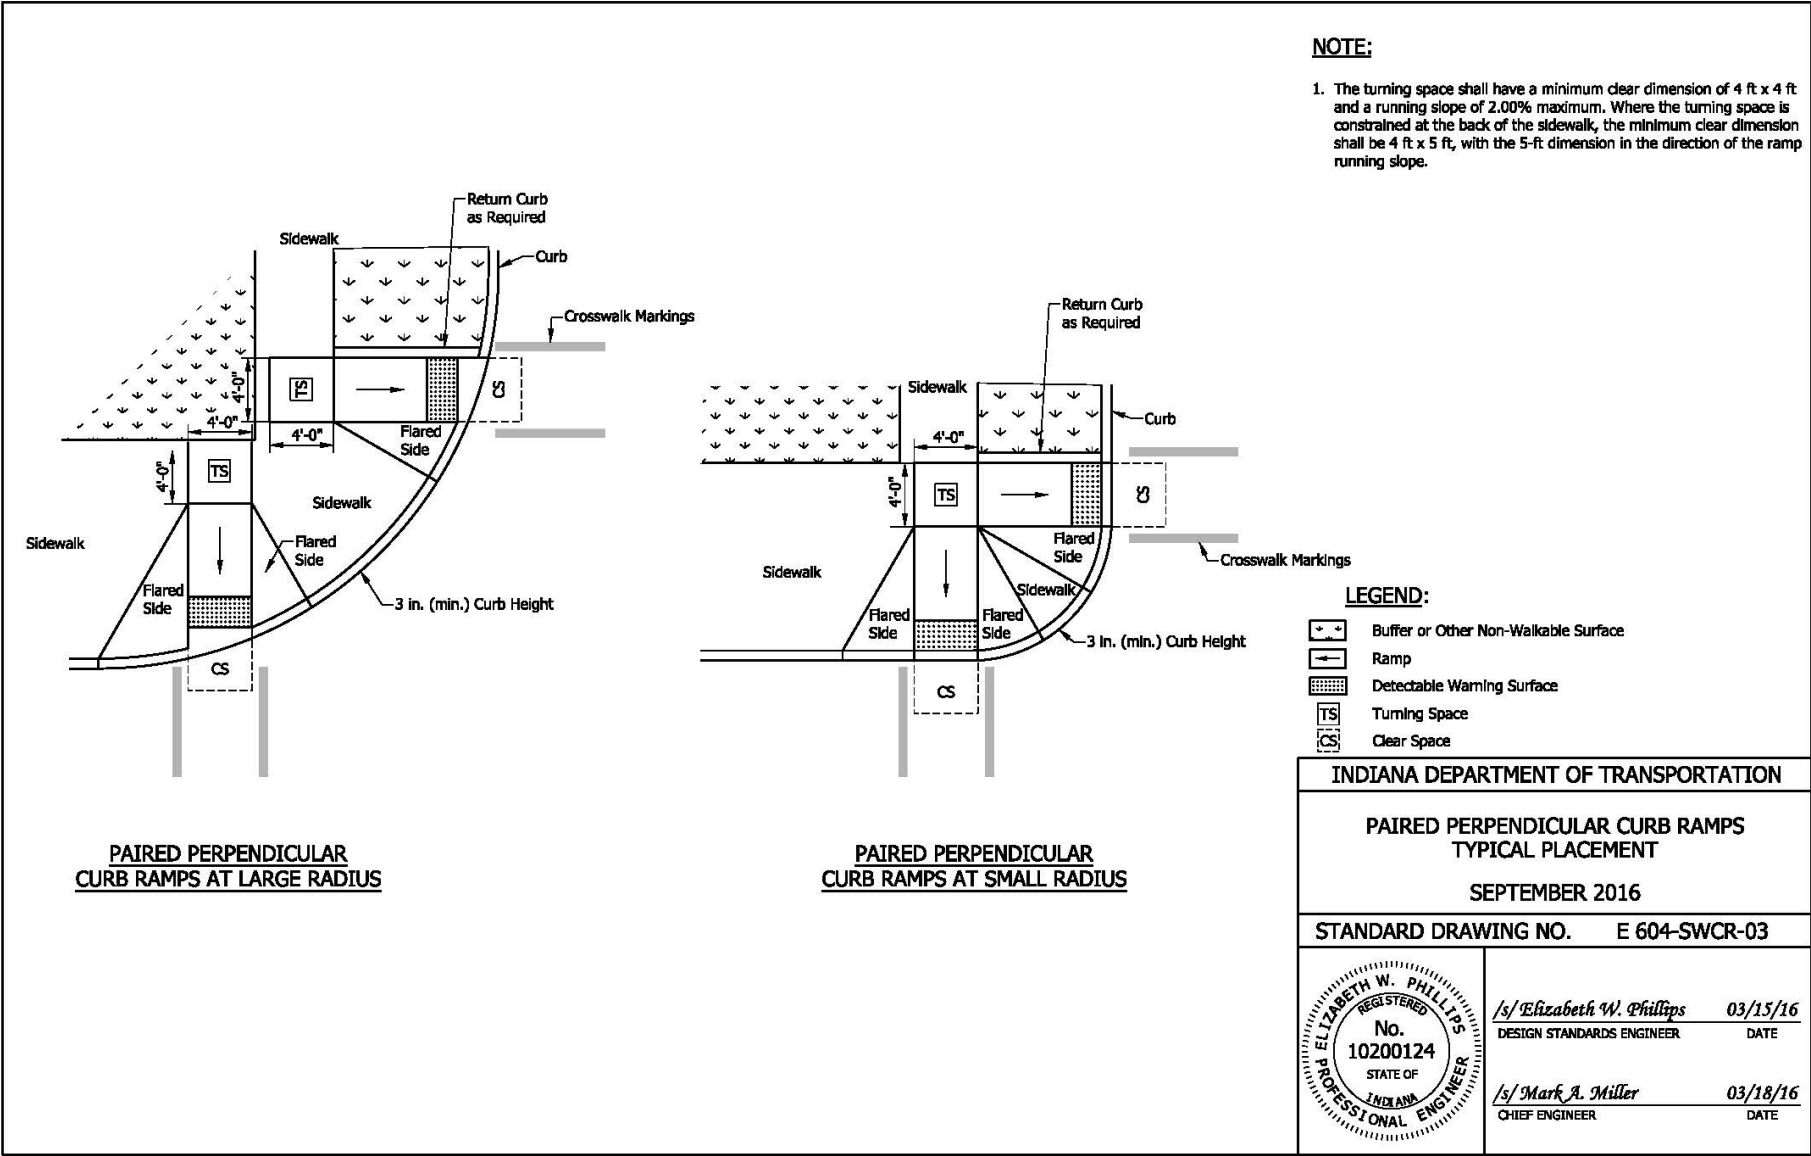 NOTE:
1. The turning space shall have a minimum clear dimension of 4 ft x 4 ft
and a running slope of 2.00% maximum. Where the turning space is
constrained at the back of the sidewalk, the minimum clear dimension
shall be 4 ft x 5 ft, with the 5-ft dimension in the direction of the ramp
running slope.
Return Curb
as Required
Sidewalk
Curb
Crosswalk Markings
4'-0"
TS
CS
4'-0"
4'-0"
Flared
Side
4'-0"
TS
Sidewalk
Sidewalk
Flared
Side
Flared
Side
3 in. (min.) Curb Height
CS
PAIRED PERPENDICULAR
CURB RAMPS AT LARGE RADIUS
Return Curb
as Required
Sidewalk
Curb
4'-0"
4'-0"
TS
CS
Flared
Side
Crosswalk Markings
Sidewalk
Sidewalk
Flared
Side
Flared
Side
3 in. (min.) Curb Height
CS
PAIRED PERPENDICULAR
CURB RAMPS AT SMALL RADIUS
LEGEND:
Buffer or Other Non-Walkable Surface
Ramp
Detectable Warning Surface
TS Turning Space
CS Clear Space
INDIANA DEPARTMENT OF TRANSPORTATION
PAIRED PERPENDICULAR CURB RAMPS
TYPICAL PLACEMENT
SEPTEMBER 2016
STANDARD DRAWING NO. E 604-SWCR-03
ELIZABETH W. PHILLIPS
REGISTERED
No.
10200124
STATE OF
INDIANA
PROFESSIONAL ENGINEER
/s/ Elizabeth W. Phillips 03/15/16
DESIGN STANDARDS ENGINEER DATE
/s/ Mark A. Miller 03/18/16
CHIEF ENGINEER DATE